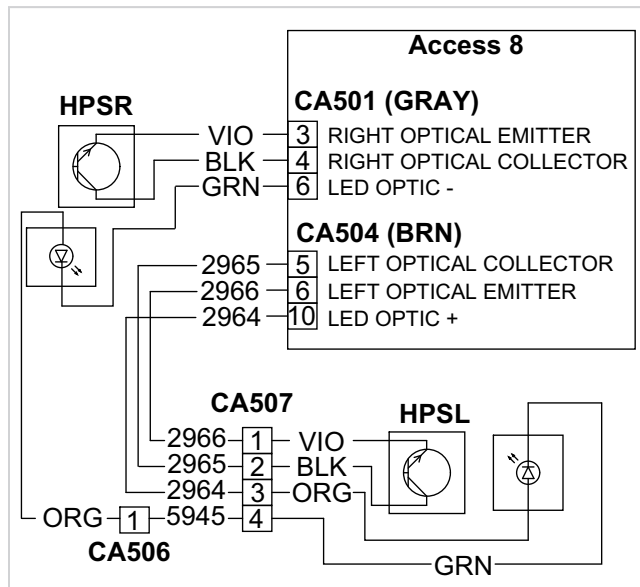 Access 8
HPSR
CA501 (GRAY)
VIO 3 RIGHT OPTICAL EMITTER
BLK 4 RIGHT OPTICAL COLLECTOR
GRN 6 LED OPTIC -
CA504 (BRN)
2965 5 LEFT OPTICAL COLLECTOR
2966 6 LEFT OPTICAL EMITTER
2964 10 LED OPTIC +
CA507 HPSL
2966 1 VIO
2965 2 BLK
2964 3 ORG
ORG 1 5945 4
CA506
GRN